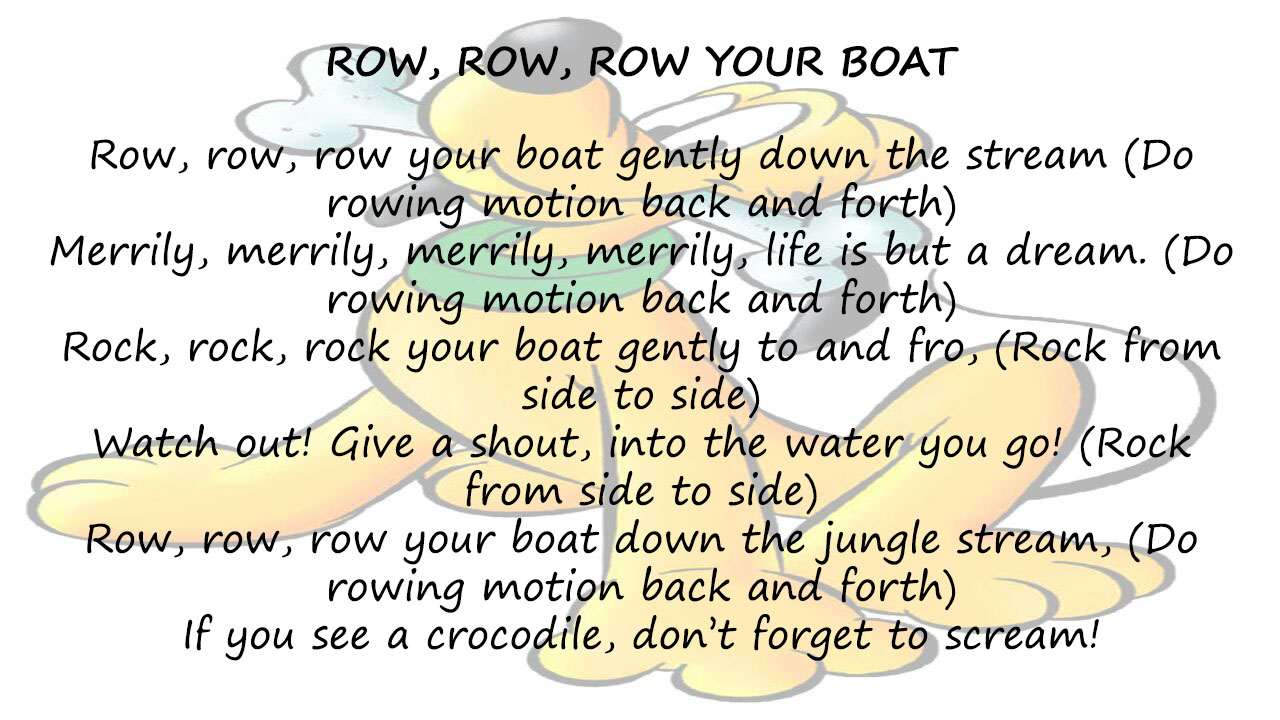 ROW, ROW, ROW YOUR BOAT
Row, row, row your boat gently down the stream (Do
rowing motion back and forth)
Merrily, merrily, merrily, merrily, life is but a dream. (Do
rowing motion back and forth)
Rock, rock, rock your boat gently to and fro, (Rock from
side to side)
Watch out! Give a shout, into the water you go! (Rock
from side to side)
Row, row, row your boat down the jungle stream, (Do
rowing motion back and forth)
If you see a crocodile, don’t forget to scream!